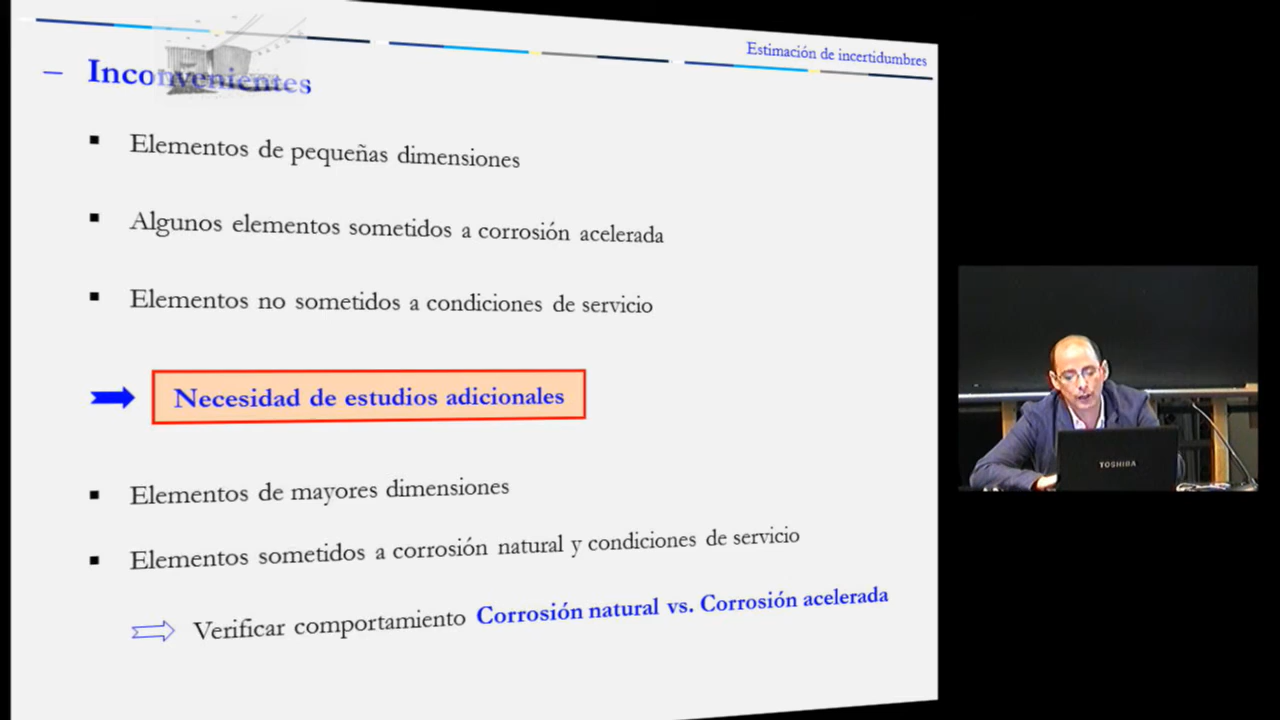 Estimación de incertidumbres
– Inconvenientes
▪ Elementos de pequeñas dimensiones
▪ Algunos elementos sometidos a corrosión acelerada
▪ Elementos no sometidos a condiciones de servicio
Necesidad de estudios adicionales
▪ Elementos de mayores dimensiones
▪ Elementos sometidos a corrosión natural y condiciones de servicio
Verificar comportamiento Corrosión natural vs. Corrosión acelerada
TOSHIBA